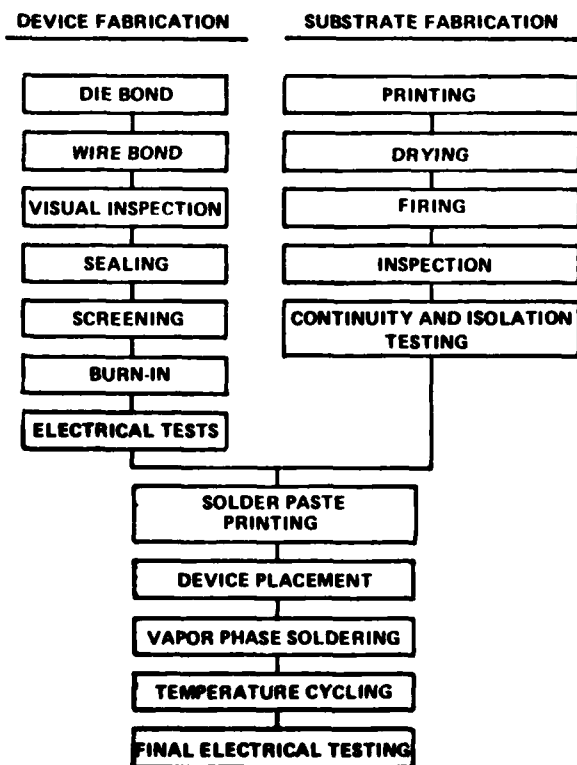 DEVICE FABRICATION
DIE BOND
WIRE BOND
VISUAL INSPECTION
SEALING
SCREENING
BURN-IN
ELECTRICAL TESTS
SUBSTRATE FABRICATION
PRINTING
DRYING
FIRING
INSPECTION
CONTINUITY AND ISOLATION
TESTING
SOLDER PASTE
PRINTING
DEVICE PLACEMENT
VAPOR PHASE SOLDERING
TEMPERATURE CYCLING
FINAL ELECTRICAL TESTING